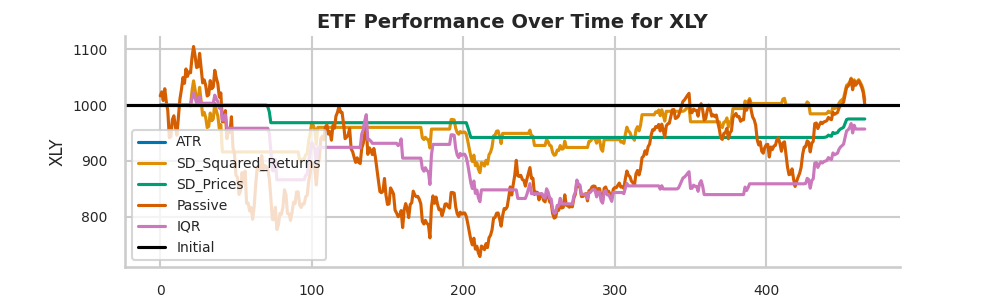 ETF Performance Over Time for XLY
1100
1000
900
800
XLY
ATR
SD_Squared_Returns
SD_Prices
Passive
IQR
Initial
0 100 200 300 400